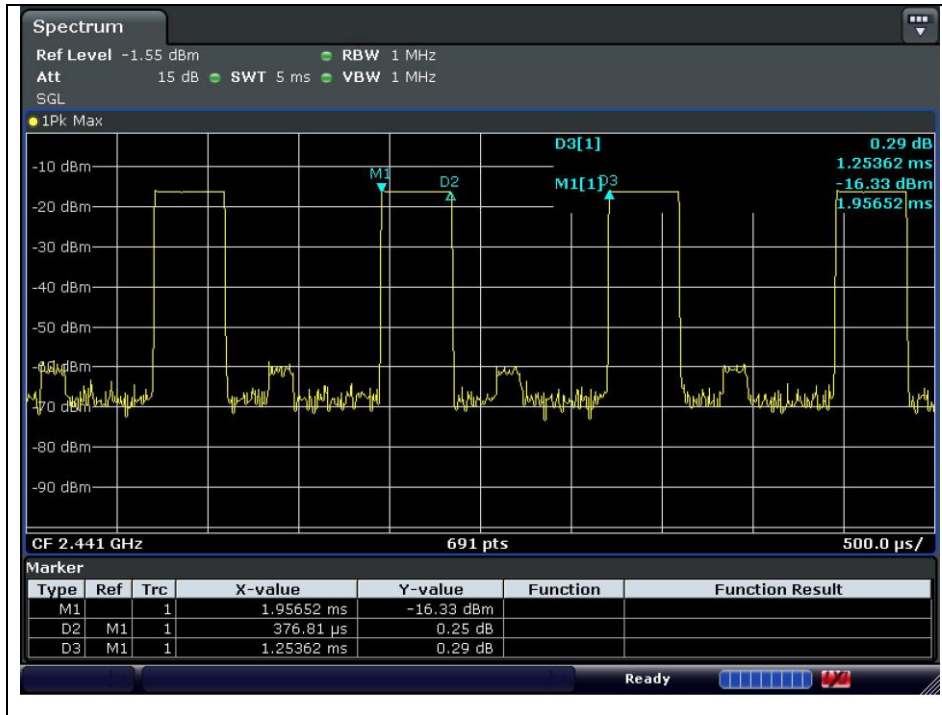 Spectrum
Ref Level -1.55 dBm RBW 1 MHz
Att 15 dB SWT 5 ms VBW 1 MHz
SGL
1Pk Max
D3[1] 0.29 dB
1.25362 ms
M1[1] -16.33 dBm
1.95652 ms
M1
D2
D3
-10 dBm
-20 dBm
-30 dBm
-40 dBm
-50 dBm
-60 dBm
-70 dBm
-80 dBm
-90 dBm
CF 2.441 GHz 691 pts 500.0 µs/
Marker
Type Ref Trc X-value Y-value Function Function Result
M1 1 1.95652 ms -16.33 dBm
D2 M1 1 376.81 µs 0.25 dB
D3 M1 1 1.25362 ms 0.29 dB
Ready